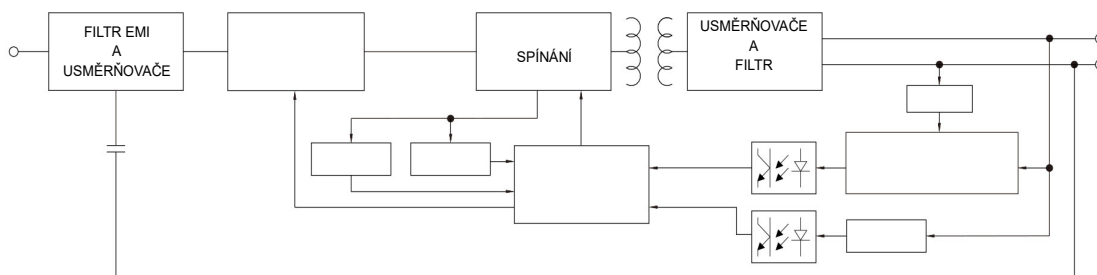 FILTR EMI
A
USMĚRŇOVAČE
SPÍNÁNÍ
USMĚRŇOVAČE
A
FILTR